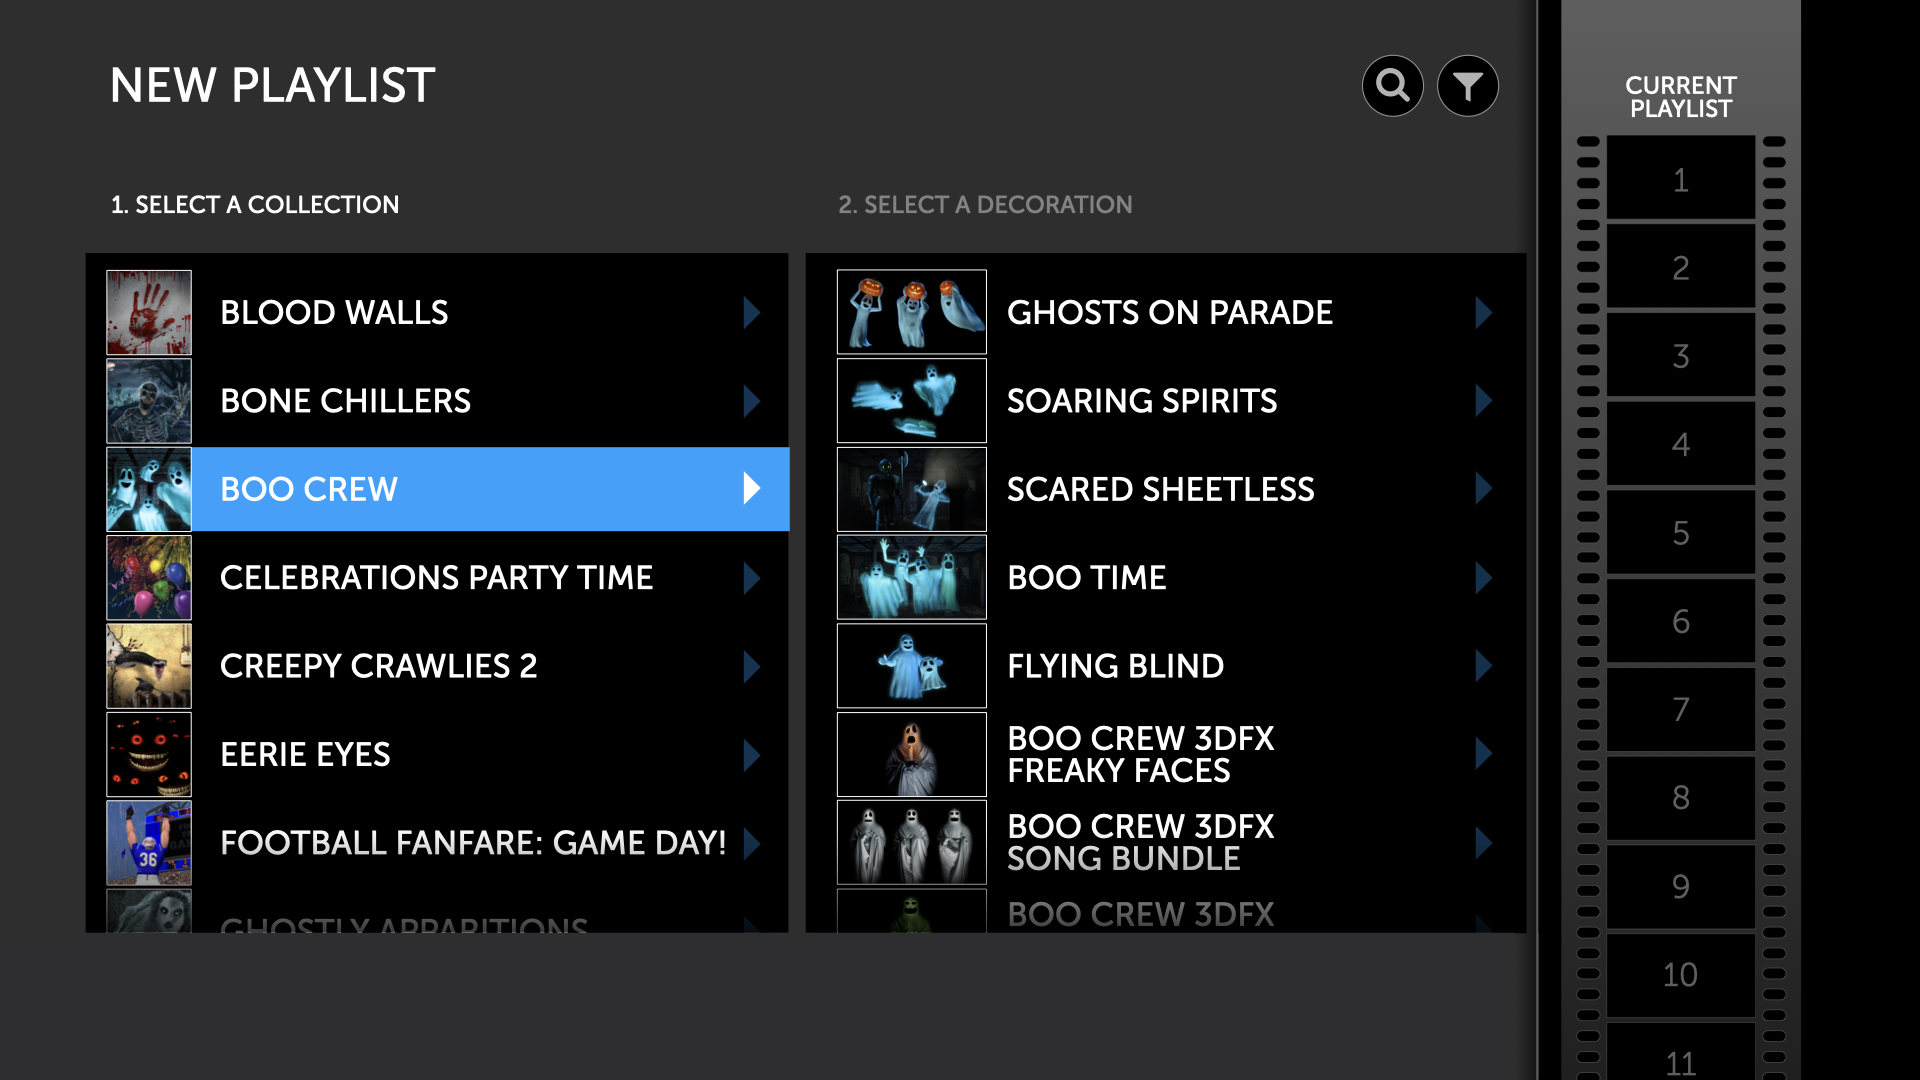 NEW PLAYLIST
1. SELECT A COLLECTION
BLOOD WALLS
BONE CHILLERS
BOO CREW
CELEBRATIONS PARTY TIME
CREEPY CRAWLIES 2
EERIE EYES
36
FOOTBALL FANFARE: GAME DAY!
GHOSTLY APPARITIONS
2. SELECT A DECORATION
GHOSTS ON PARADE
SOARING SPIRITS
SCARED SHEETLESS
BOO TIME
FLYING BLIND
BOO CREW 3DFX
FREAKY FACES
BOO CREW 3DFX
SONG BUNDLE
BOO CREW 3DFX
CURRENT
PLAYLIST
1
2
3
4
5
6
7
8
9
10
11